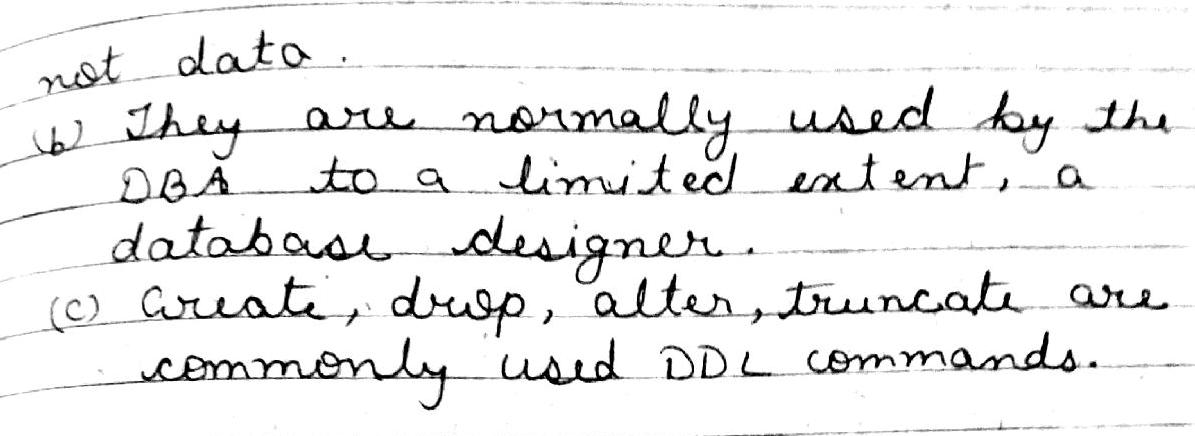 not data.
(b) They are normally used by the
DBA to a limited extent, a
database designer.
(c) Create, drop, alter, truncate are
commonly used DDL commands.